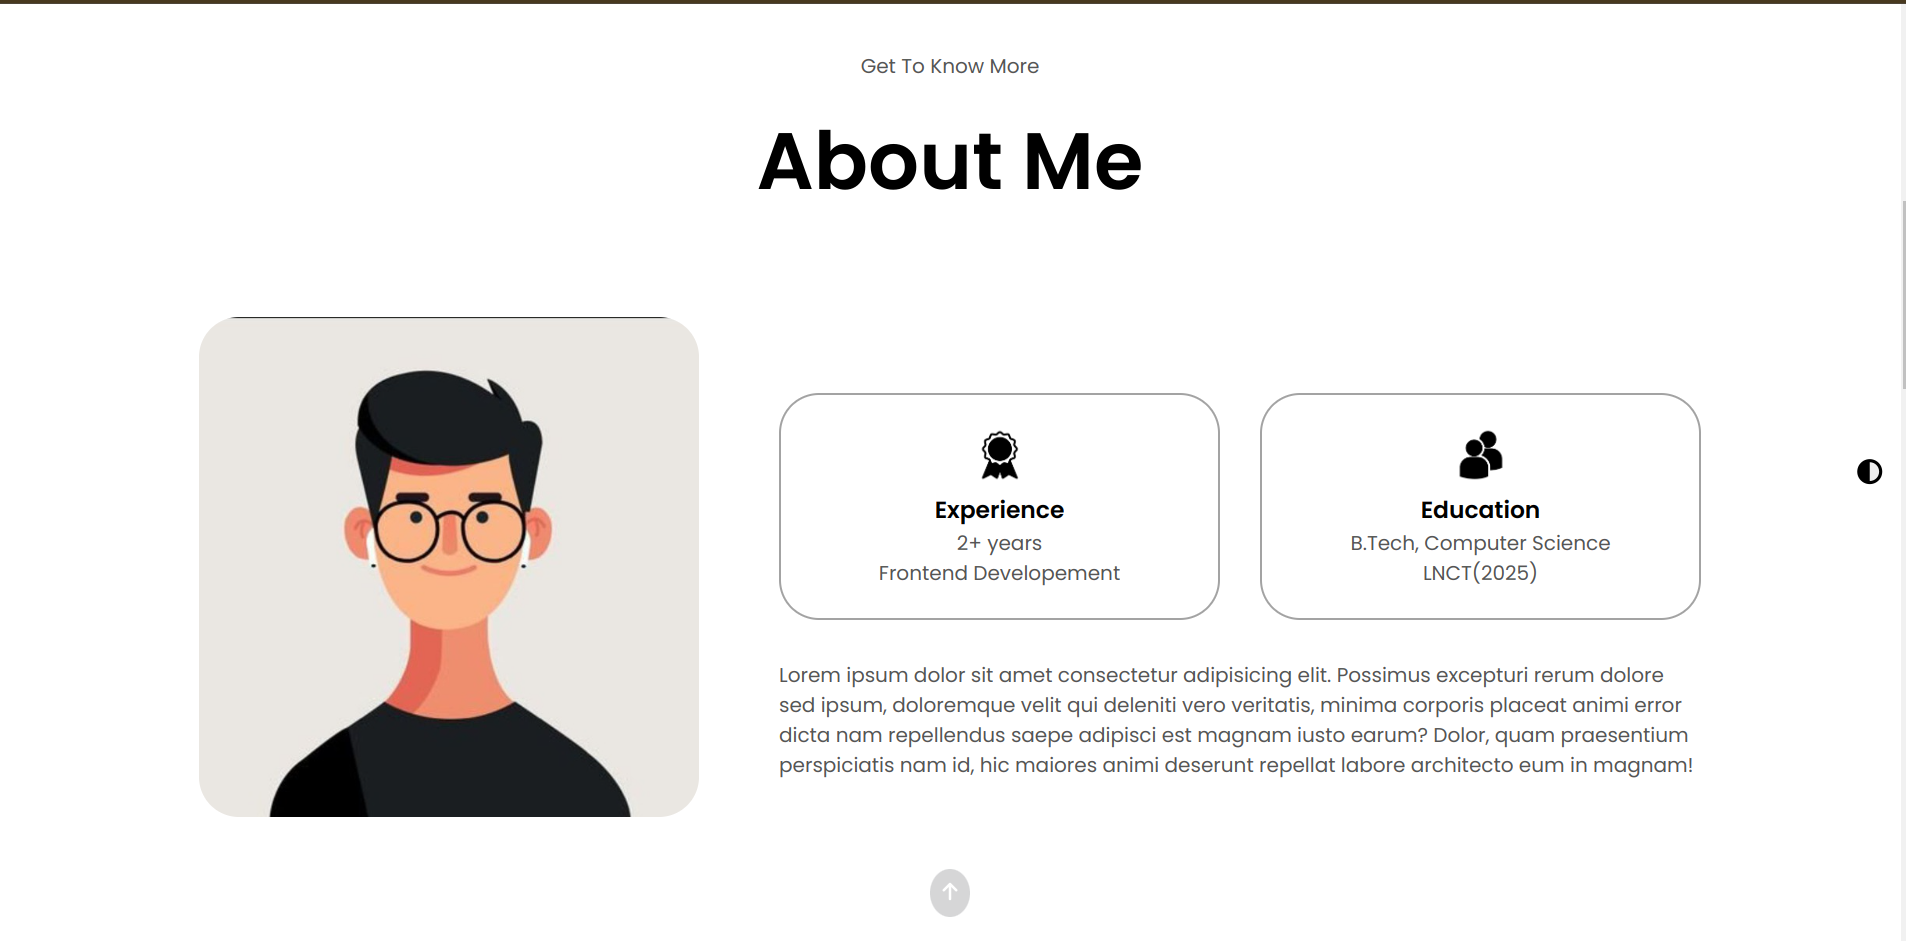 Get To Know More
About Me
Experience
2+ years
Frontend Developement
Education
B.Tech, Computer Science
LNCT(2025)
Lorem ipsum dolor sit amet consectetur adipisicing elit. Possimus excepturi rerum dolore
sed ipsum, doloremque velit qui deleniti vero veritatis, minima corporis placeat animi error
dicta nam repellendus saepe adipisci est magnam iusto earum? Dolor, quam praesentium
perspiciatis nam id, hic maiores animi deserunt repellat labore architecto eum in magnam!